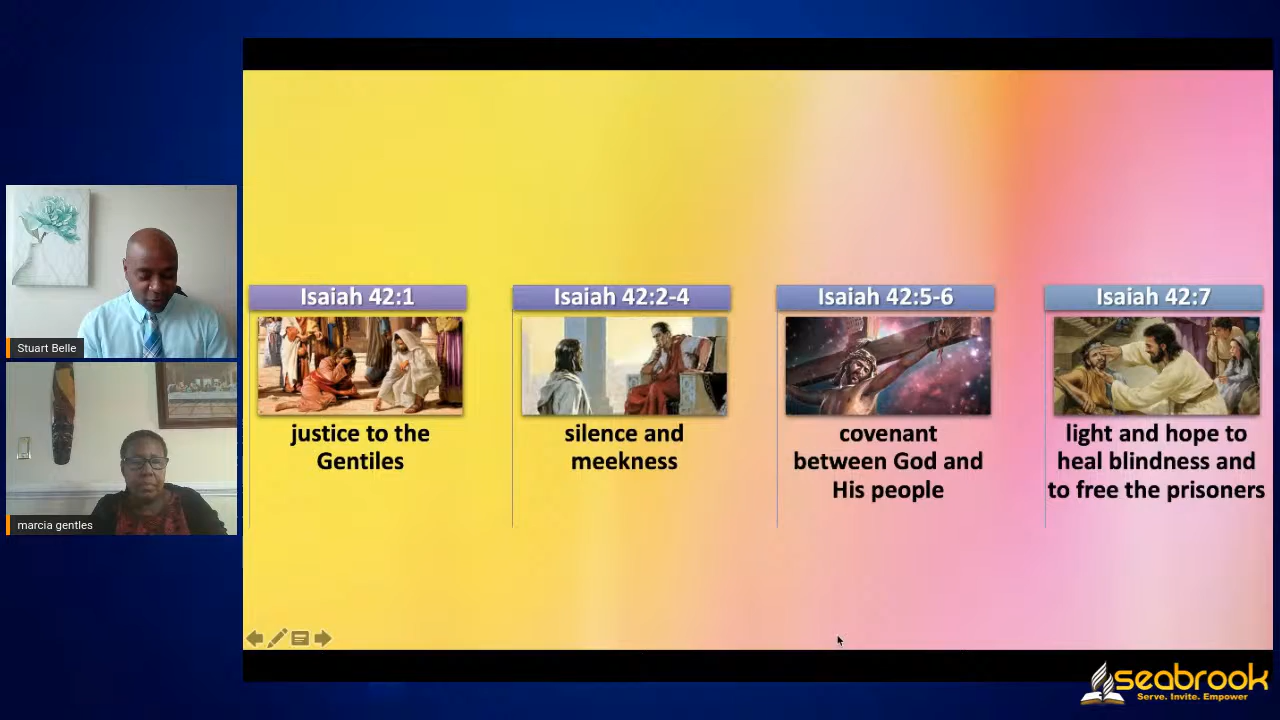 Isaiah 42:1
justice to the
Gentiles
Isaiah 42:2-4
silence and
meekness
Isaiah 42:5-6
covenant
between God and
His people
Isaiah 42:7
light and hope to
heal blindness and
to free the prisoners
Stuart Belle
marcia gentles
seabrook
Serve. Invite. Empower